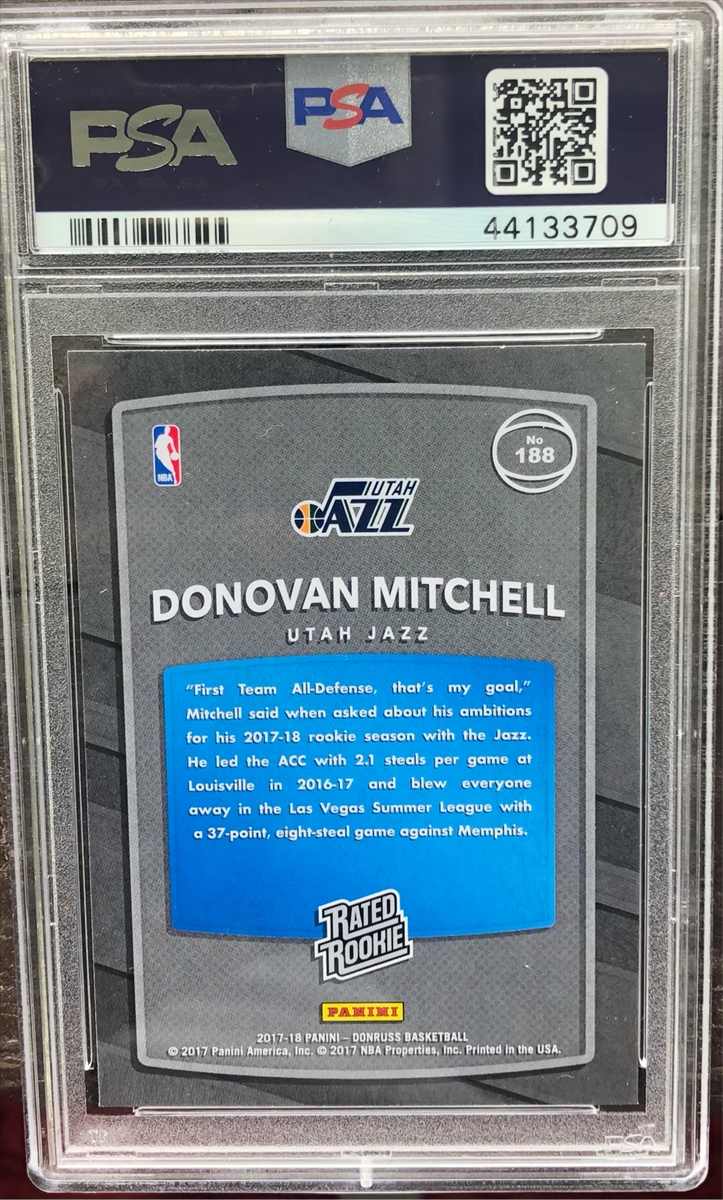 PSA
PSA
44133709
NBA
No
188
UTAH
JAZZ
DONOVAN MITCHELL
UTAH JAZZ
“First Team All-Defense, that’s my goal,”
Mitchell said when asked about his ambitions
for his 2017-18 rookie season with the Jazz.
He led the ACC with 2.1 steals per game at
Louisville in 2016-17 and blew everyone
away in the Las Vegas Summer League with
a 37-point, eight-steal game against Memphis.
RATED
ROOKIE
PANINI
2017-18 PANINI – DONRUSS BASKETBALL
© 2017 Panini America, Inc. © 2017 NBA Properties, Inc. Printed in the USA.
PSA